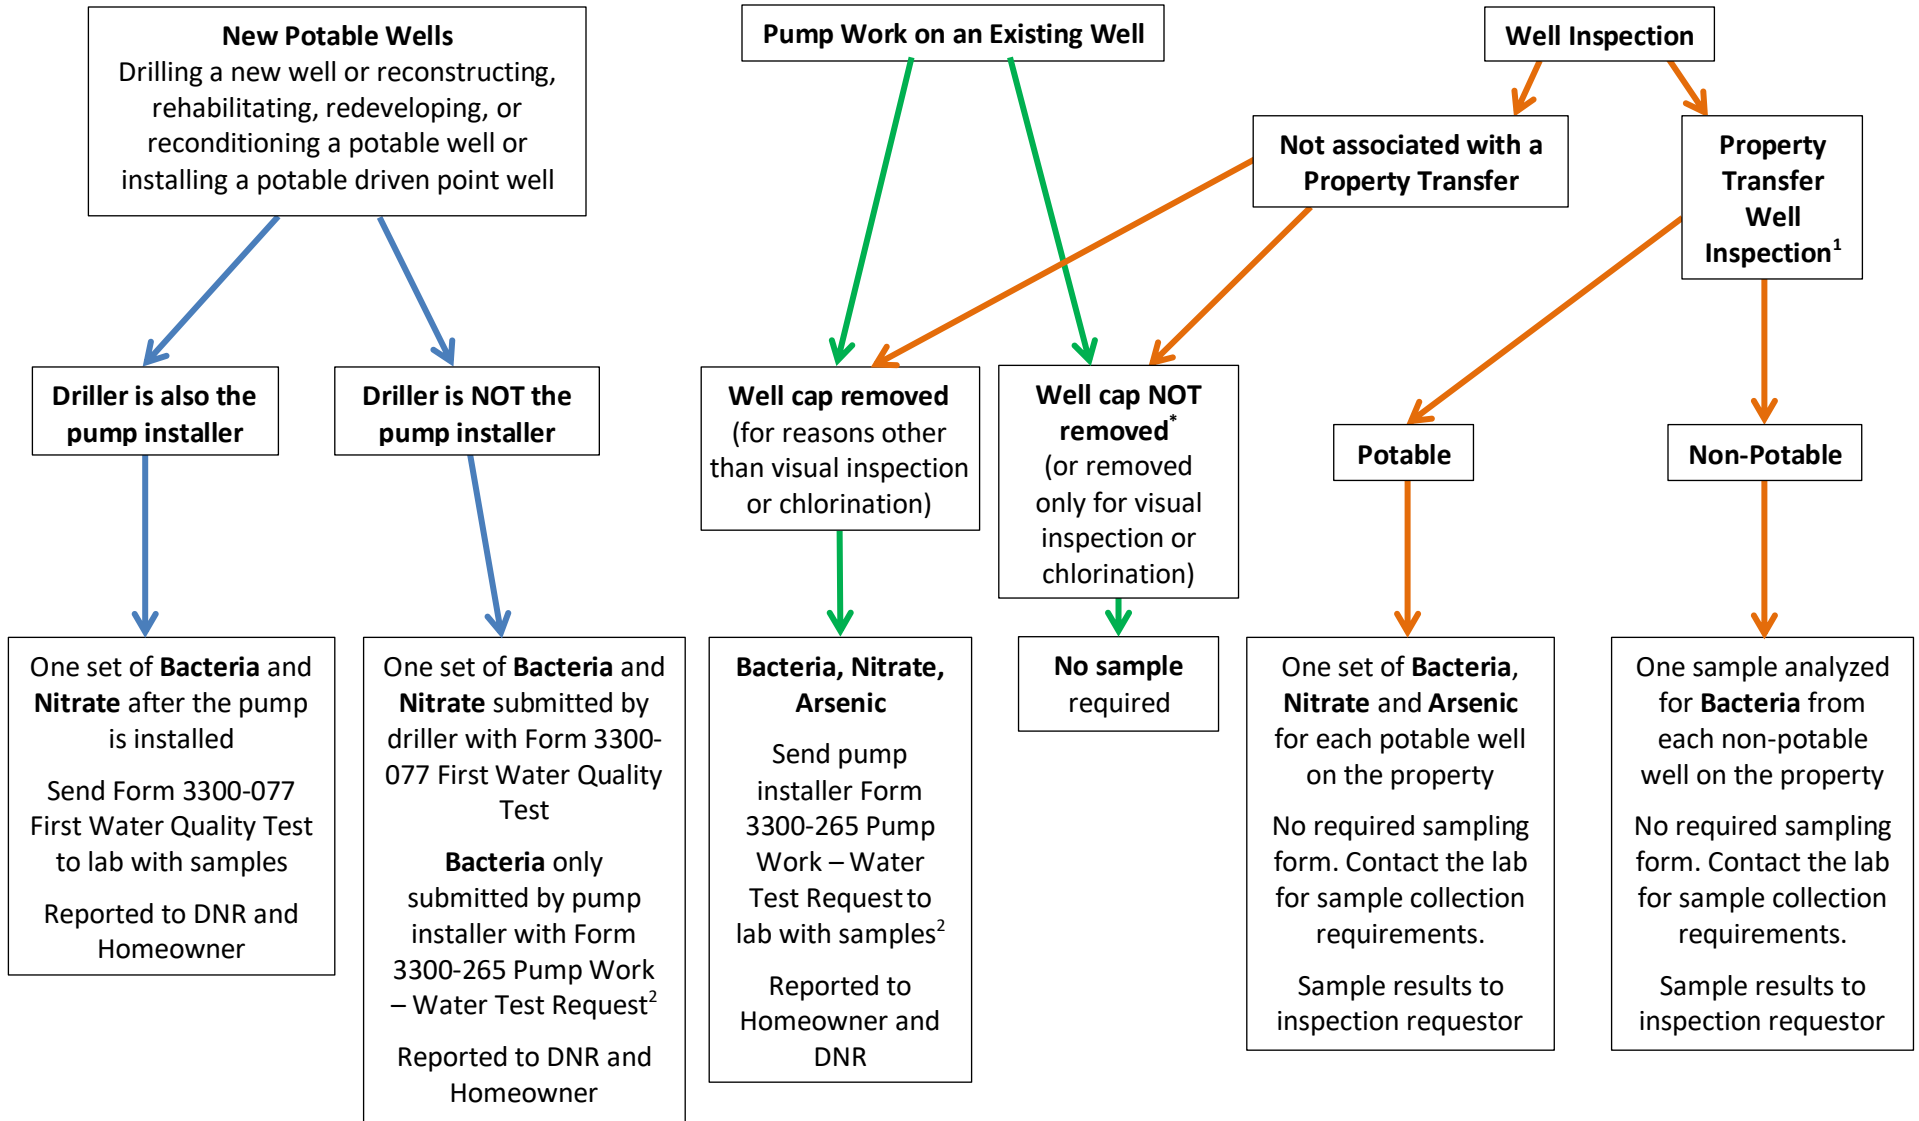 New Potable Wells
Drilling a new well or reconstructing,
rehabilitating, redeveloping, or
reconditioning a potable well or
installing a potable driven point well
Pump Work on an Existing Well
Well Inspection
Not associated with a
Property Transfer
Property
Transfer
Well
Inspection1
Driller is also the
pump installer
Driller is NOT the
pump installer
Well cap removed
(for reasons other
than visual inspection
or chlorination)
Well cap NOT
removed*
(or removed
only for visual
inspection or
chlorination)
Potable
Non-Potable
One set of Bacteria and
Nitrate after the pump
is installed
Send Form 3300-077
First Water Quality Test
to lab with samples
Reported to DNR and
Homeowner
One set of Bacteria and
Nitrate submitted by
driller with Form 3300-
077 First Water Quality
Test
Bacteria only
submitted by pump
installer with Form
3300-265 Pump Work
– Water Test Request2
Reported to DNR and
Homeowner
Bacteria, Nitrate,
Arsenic
Send pump
installer Form
3300-265 Pump
Work – Water
Test Request to
lab with samples2
Reported to
Homeowner and
DNR
No sample
required
One set of Bacteria,
Nitrate and Arsenic
for each potable well
on the property
No required sampling
form. Contact the lab
for sample collection
requirements.
Sample results to
inspection requestor
One sample analyzed
for Bacteria from
each non-potable
well on the property
No required sampling
form. Contact the lab
for sample collection
requirements.
Sample results to
inspection requestor